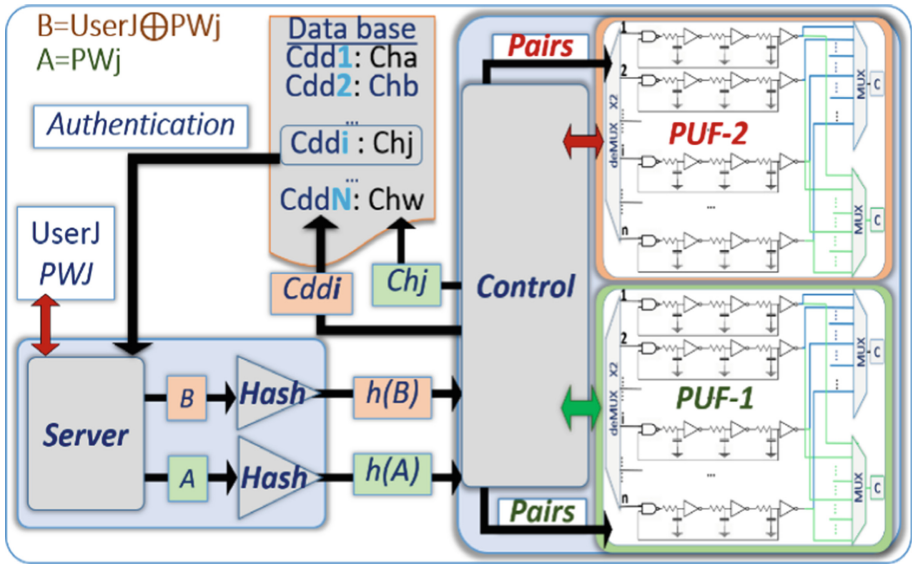 B=UserJ⨁PWj
A=PWj
Data base
Cdd1: Cha
Cdd2: Chb
...
Cddi : Chj
...
CddN: Chw
Authentication
UserJ
PWJ
Cddi
Chj
Server
B
Hash
h(B)
A
Hash
h(A)
Control
Pairs
Pairs
1
2
i
n
deMUX X2
PUF-2
...
MUX
C
MUX
C
1
2
i
n
deMUX X2
PUF-1
...
MUX
C
MUX
C